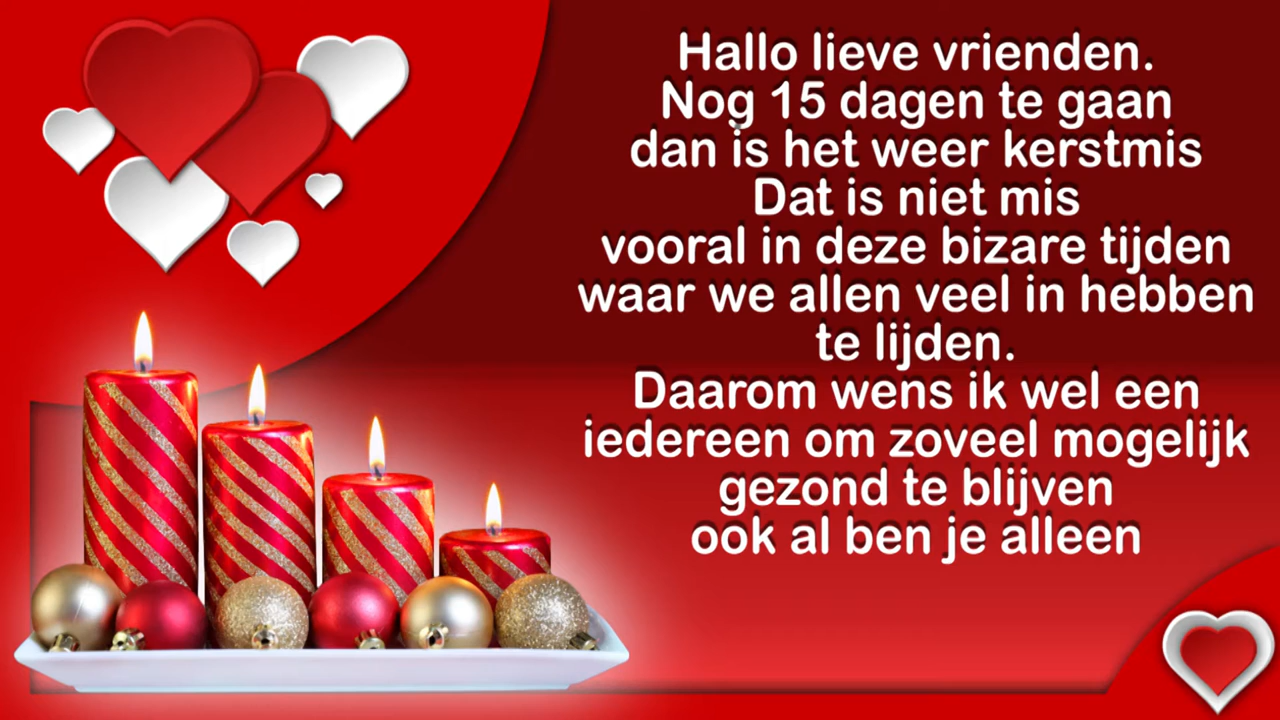 Hallo lieve vrienden.
Nog 15 dagen te gaan
dan is het weer kerstmis
Dat is niet mis
vooral in deze bizare tijden
waar we allen veel in hebben
te lijden.
Daarom wens ik wel een
iedereen om zoveel mogelijk
gezond te blijven
ook al ben je alleen